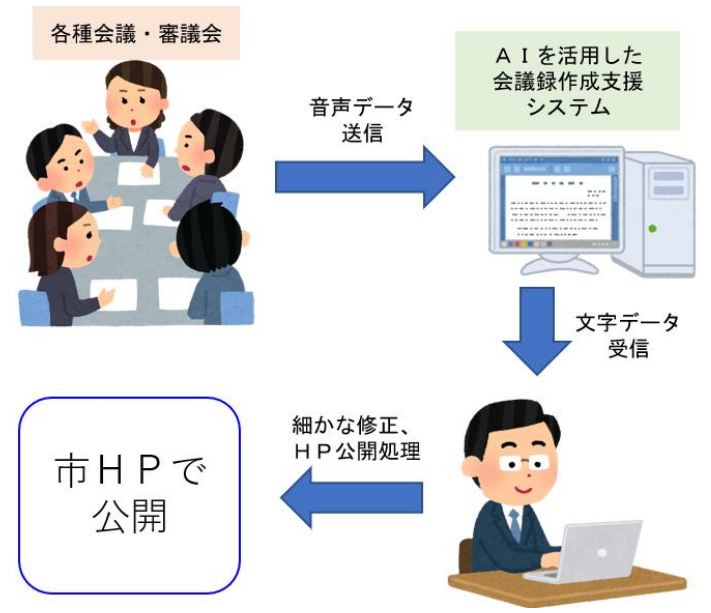 各種会議・審議会
ＡＩを活用した
会議録作成支援
システム
音声データ
送信
文字データ
受信
細かな修正、
ＨＰ公開処理
市ＨＰで
公開